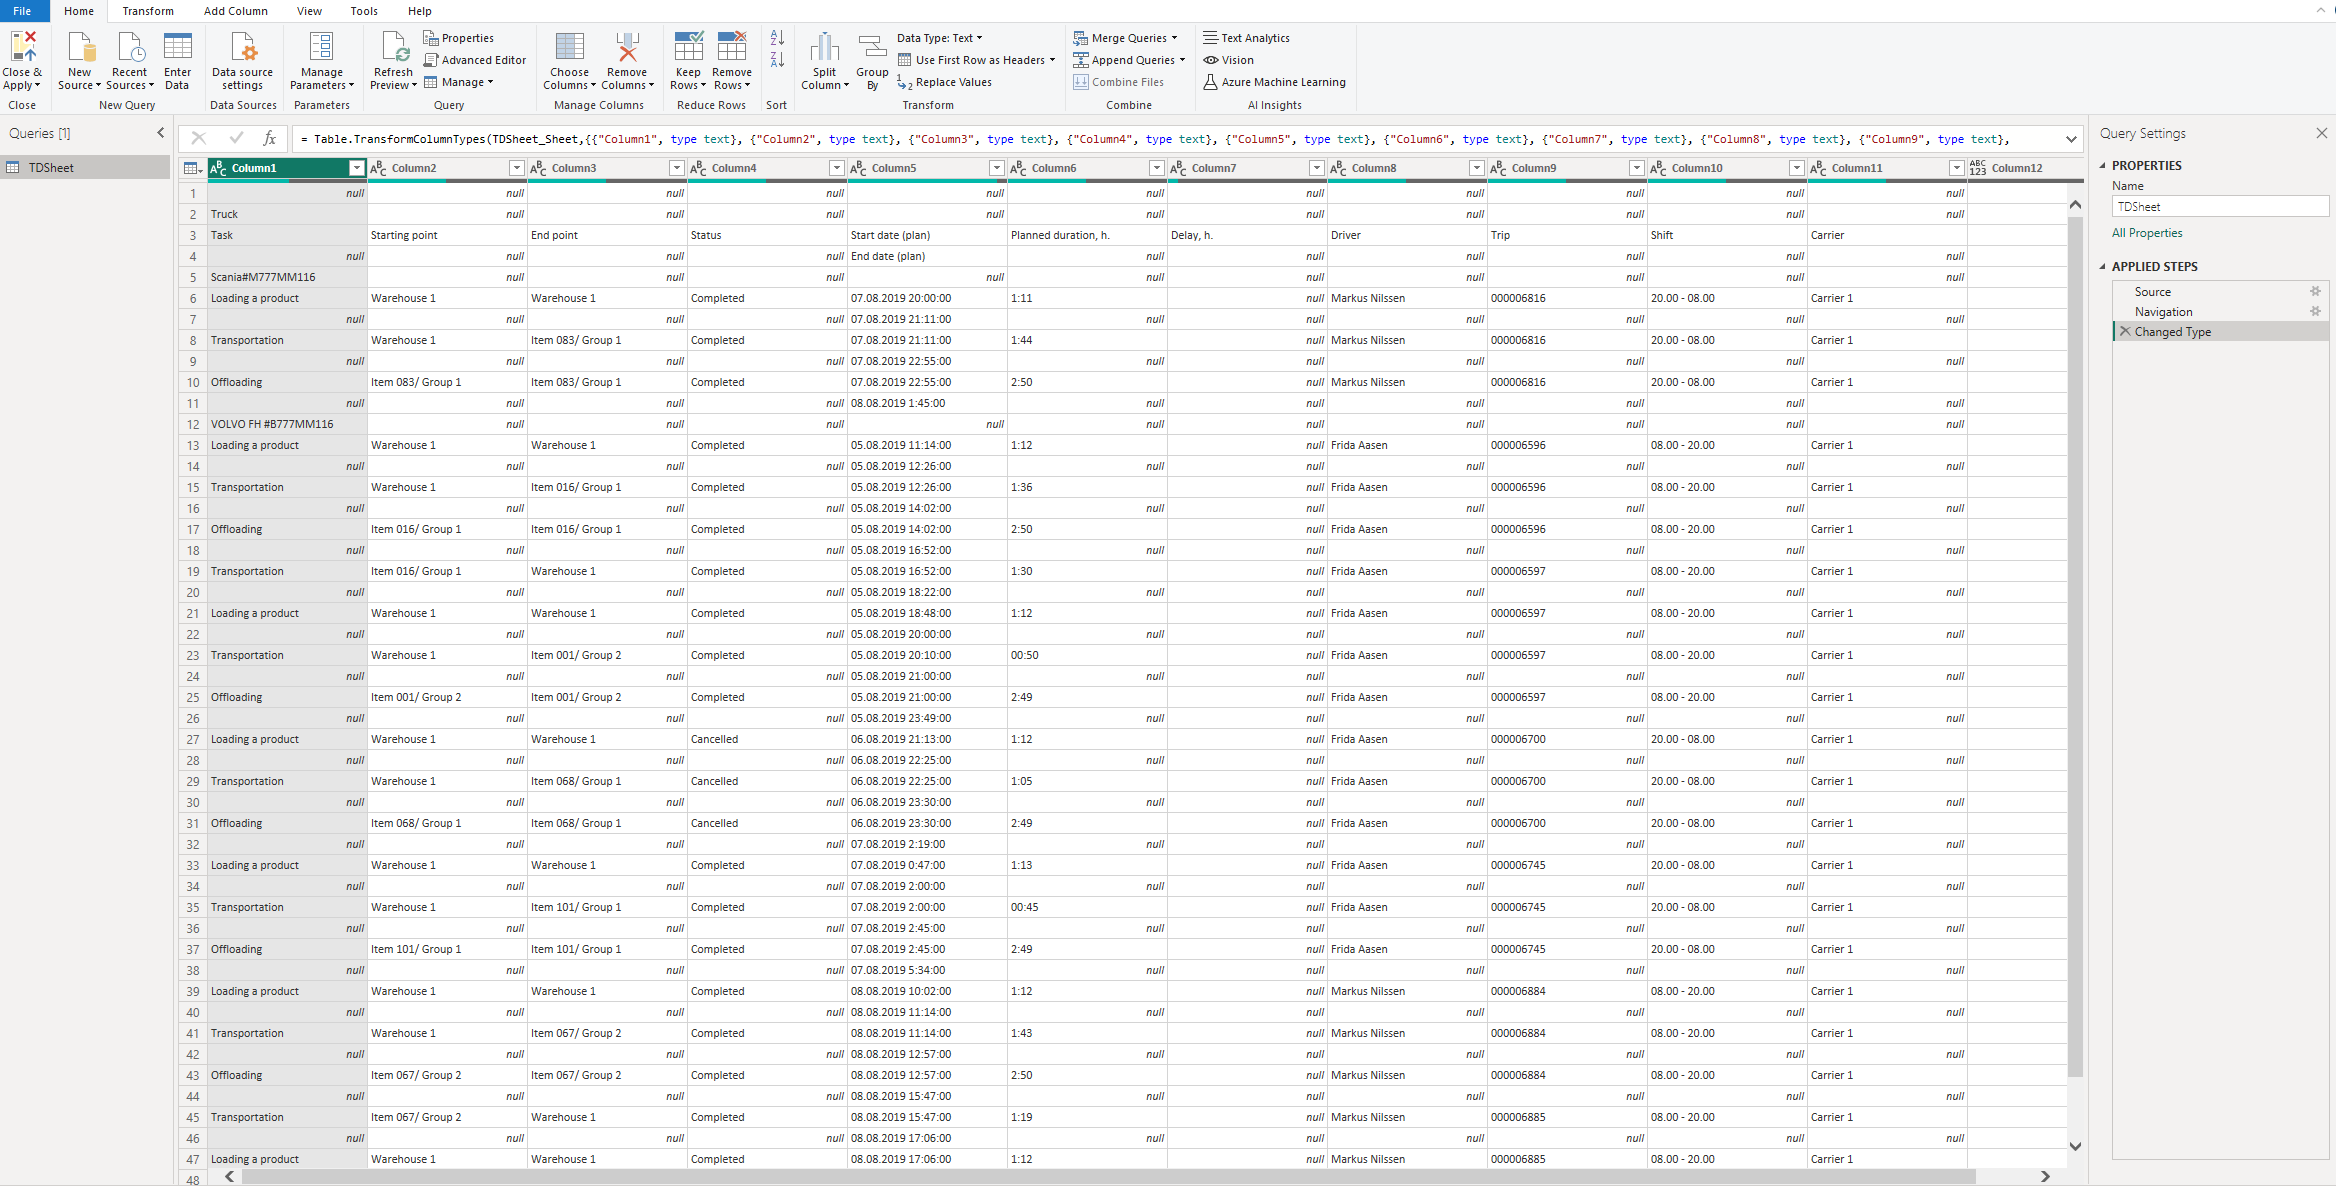 File Home Transform Add Column View Tools Help
Close & Apply New Source Recent Sources Enter Data Data source settings Manage Parameters Refresh Preview Properties Advanced Editor Manage Choose Columns Remove Columns Keep Rows Remove Rows Split Column Group By Data Type: Text Use First Row as Headers Replace Values Merge Queries Append Queries Combine Files Text Analytics Vision Azure Machine Learning
Close New Query Data Sources Parameters Query Manage Columns Reduce Rows Sort Transform Combine AI Insights
Queries [1]
TDSheet
fx = Table.TransformColumnTypes(TDSheet_Sheet,{{"Column1", type text}, {"Column2", type text}, {"Column3", type text}, {"Column4", type text}, {"Column5", type text}, {"Column6", type text}, {"Column7", type text}, {"Column8", type text}, {"Column9", type text},
Column1 Column2 Column3 Column4 Column5 Column6 Column7 Column8 Column9 Column10 Column11 ABC 123 Column12
1 null null null null null null null null null null null
2 Truck null null null null null null null null null null
3 Task Starting point End point Status Start date (plan) Planned duration, h. Delay, h. Driver Trip Shift Carrier
4 null null null null End date (plan) null null null null null null
5 Scania#M777MM116 null null null null null null null null null null
6 Loading a product Warehouse 1 Warehouse 1 Completed 07.08.2019 20:00:00 1:11 null Markus Nilssen 000006816 20.00 - 08.00 Carrier 1
7 null null null null 07.08.2019 21:11:00 null null null null null null
8 Transportation Warehouse 1 Item 083/ Group 1 Completed 07.08.2019 21:11:00 1:44 null Markus Nilssen 000006816 20.00 - 08.00 Carrier 1
9 null null null null 07.08.2019 22:55:00 null null null null null null
10 Offloading Item 083/ Group 1 Item 083/ Group 1 Completed 07.08.2019 22:55:00 2:50 null Markus Nilssen 000006816 20.00 - 08.00 Carrier 1
11 null null null null 08.08.2019 1:45:00 null null null null null null
12 VOLVO FH #B777MM116 null null null null null null null null null null
13 Loading a product Warehouse 1 Warehouse 1 Completed 05.08.2019 11:14:00 1:12 null Frida Aasen 000006596 08.00 - 20.00 Carrier 1
14 null null null null 05.08.2019 12:26:00 null null null null null null
15 Transportation Warehouse 1 Item 016/ Group 1 Completed 05.08.2019 12:26:00 1:36 null Frida Aasen 000006596 08.00 - 20.00 Carrier 1
16 null null null null 05.08.2019 14:02:00 null null null null null null
17 Offloading Item 016/ Group 1 Item 016/ Group 1 Completed 05.08.2019 14:02:00 2:50 null Frida Aasen 000006596 08.00 - 20.00 Carrier 1
18 null null null null 05.08.2019 16:52:00 null null null null null null
19 Transportation Item 016/ Group 1 Warehouse 1 Completed 05.08.2019 16:52:00 1:30 null Frida Aasen 000006597 08.00 - 20.00 Carrier 1
20 null null null null 05.08.2019 18:22:00 null null null null null null
21 Loading a product Warehouse 1 Warehouse 1 Completed 05.08.2019 18:48:00 1:12 null Frida Aasen 000006597 08.00 - 20.00 Carrier 1
22 null null null null 05.08.2019 20:00:00 null null null null null null
23 Transportation Warehouse 1 Item 001/ Group 2 Completed 05.08.2019 20:10:00 00:50 null Frida Aasen 000006597 08.00 - 20.00 Carrier 1
24 null null null null 05.08.2019 21:00:00 null null null null null null
25 Offloading Item 001/ Group 2 Item 001/ Group 2 Completed 05.08.2019 21:00:00 2:49 null Frida Aasen 000006597 08.00 - 20.00 Carrier 1
26 null null null null 05.08.2019 23:49:00 null null null null null null
27 Loading a product Warehouse 1 Warehouse 1 Cancelled 06.08.2019 21:13:00 1:12 null Frida Aasen 000006700 20.00 - 08.00 Carrier 1
28 null null null null 06.08.2019 22:25:00 null null null null null null
29 Transportation Warehouse 1 Item 068/ Group 1 Cancelled 06.08.2019 22:25:00 1:05 null Frida Aasen 000006700 20.00 - 08.00 Carrier 1
30 null null null null 06.08.2019 23:30:00 null null null null null null
31 Offloading Item 068/ Group 1 Item 068/ Group 1 Cancelled 06.08.2019 23:30:00 2:49 null Frida Aasen 000006700 20.00 - 08.00 Carrier 1
32 null null null null 07.08.2019 2:19:00 null null null null null null
33 Loading a product Warehouse 1 Warehouse 1 Completed 07.08.2019 0:47:00 1:13 null Frida Aasen 000006745 20.00 - 08.00 Carrier 1
34 null null null null 07.08.2019 2:00:00 null null null null null null
35 Transportation Warehouse 1 Item 101/ Group 1 Completed 07.08.2019 2:00:00 00:45 null Frida Aasen 000006745 20.00 - 08.00 Carrier 1
36 null null null null 07.08.2019 2:45:00 null null null null null null
37 Offloading Item 101/ Group 1 Item 101/ Group 1 Completed 07.08.2019 2:45:00 2:49 null Frida Aasen 000006745 20.00 - 08.00 Carrier 1
38 null null null null 07.08.2019 5:34:00 null null null null null null
39 Loading a product Warehouse 1 Warehouse 1 Completed 08.08.2019 10:02:00 1:12 null Markus Nilssen 000006884 08.00 - 20.00 Carrier 1
40 null null null null 08.08.2019 11:14:00 null null null null null null
41 Transportation Warehouse 1 Item 067/ Group 2 Completed 08.08.2019 11:14:00 1:43 null Markus Nilssen 000006884 08.00 - 20.00 Carrier 1
42 null null null null 08.08.2019 12:57:00 null null null null null null
43 Offloading Item 067/ Group 2 Item 067/ Group 2 Completed 08.08.2019 12:57:00 2:50 null Markus Nilssen 000006884 08.00 - 20.00 Carrier 1
44 null null null null 08.08.2019 15:47:00 null null null null null null
45 Transportation Item 067/ Group 2 Warehouse 1 Completed 08.08.2019 15:47:00 1:19 null Markus Nilssen 000006885 08.00 - 20.00 Carrier 1
46 null null null null 08.08.2019 17:06:00 null null null null null null
47 Loading a product Warehouse 1 Warehouse 1 Completed 08.08.2019 17:06:00 1:12 null Markus Nilssen 000006885 08.00 - 20.00 Carrier 1
48
Query Settings
PROPERTIES
Name
TDSheet
All Properties
APPLIED STEPS
Source
Navigation
Changed Type